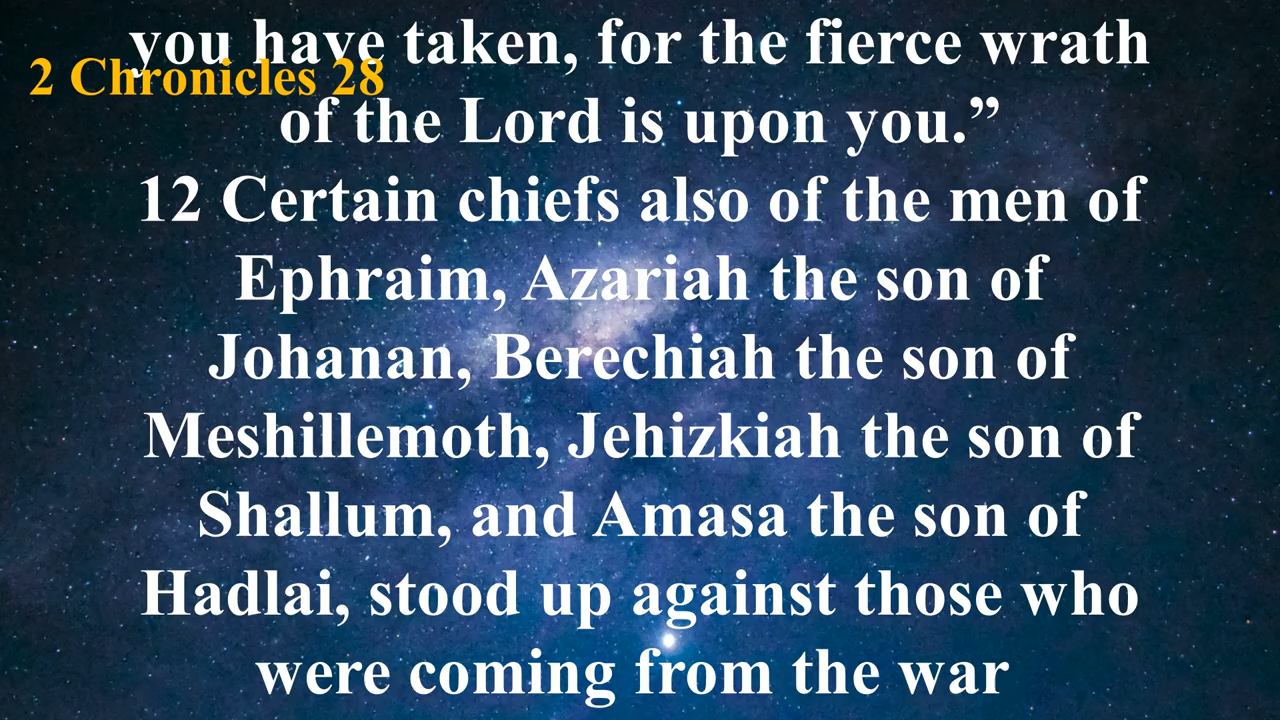 you have taken, for the fierce wrath
2 Chronicles 28
of the Lord is upon you.”
12 Certain chiefs also of the men of
Ephraim, Azariah the son of
Johanan, Berechiah the son of
Meshillemoth, Jehizkiah the son of
Shallum, and Amasa the son of
Hadlai, stood up against those who
were coming from the war